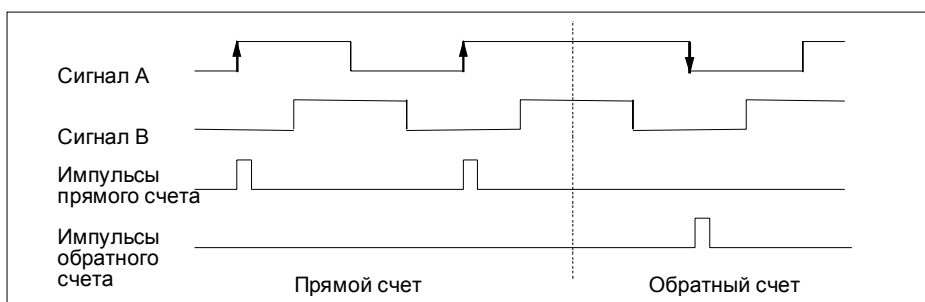 Сигнал А
Сигнал В
Импульсы
прямого счета
Импульсы
обратного
счета
Прямой счет
Обратный счет